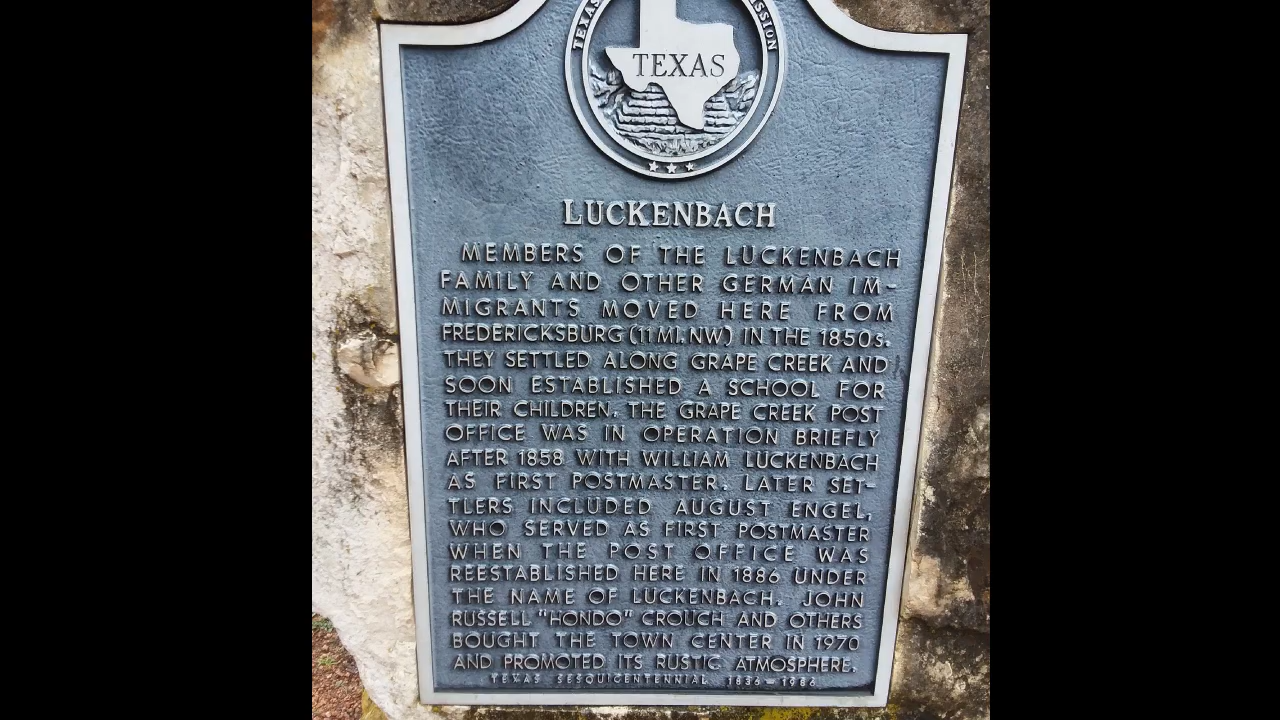 TEXAS
SSION
TEXAS
LUCKENBACH
MEMBERS OF THE LUCKENBACH
FAMILY AND OTHER GERMAN IM-
MIGRANTS MOVED HERE FROM
FREDERICKSBURG (11 MI. NW) IN THE 1850s.
THEY SETTLED ALONG GRAPE CREEK AND
SOON ESTABLISHED A SCHOOL FOR
THEIR CHILDREN. THE GRAPE CREEK POST
OFFICE WAS IN OPERATION BRIEFLY
AFTER 1858 WITH WILLIAM LUCKENBACH
AS FIRST POSTMASTER. LATER SET-
TLERS INCLUDED AUGUST ENGEL,
WHO SERVED AS FIRST POSTMASTER
WHEN THE POST OFFICE WAS
REESTABLISHED HERE IN 1886 UNDER
THE NAME OF LUCKENBACH. JOHN
RUSSELL "HONDO" CROUCH AND OTHERS
BOUGHT THE TOWN CENTER IN 1970
AND PROMOTED ITS RUSTIC ATMOSPHERE.
TEXAS SESQUICENTENNIAL 1836-1986